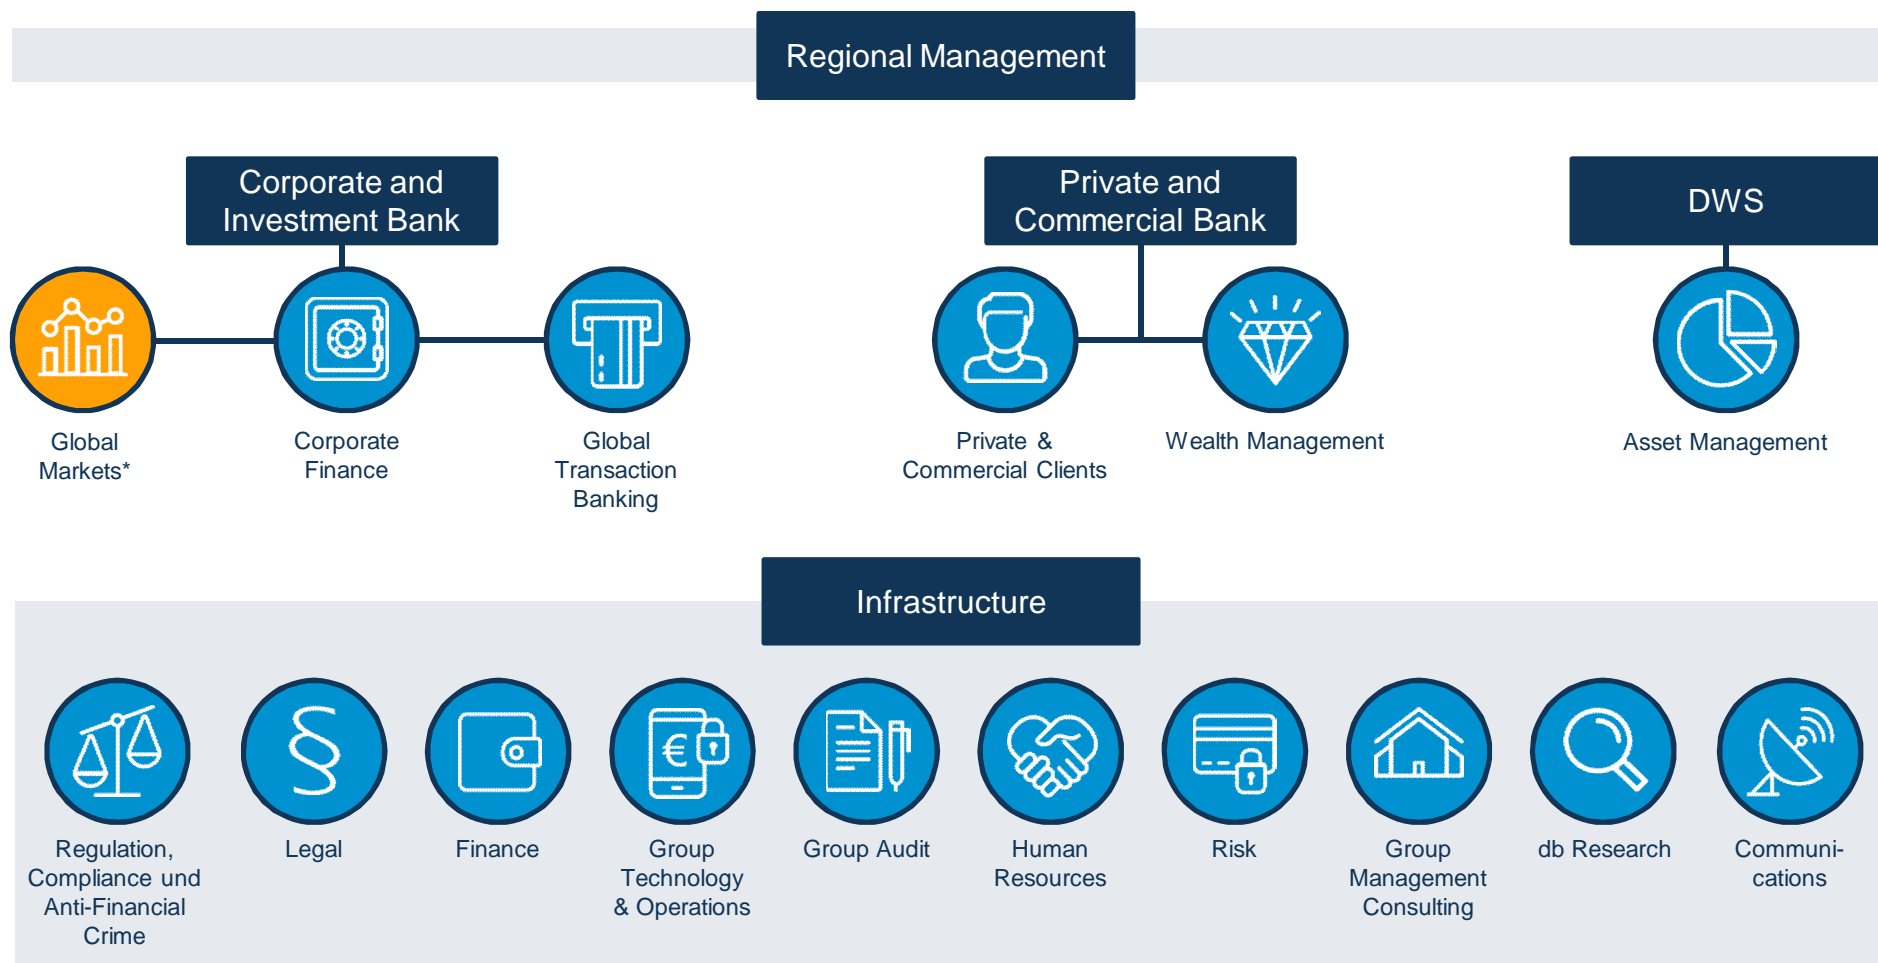 Regional Management
Corporate and
Investment Bank
Private and
Commercial Bank
DWS
Global
Markets*
Corporate
Finance
Global
Transaction
Banking
Private &
Commercial Clients
Wealth Management
Asset Management
Infrastructure
§
€
Regulation,
Compliance und
Anti-Financial
Crime
Legal
Finance
Group
Technology
& Operations
Group Audit
Human
Resources
Risk
Group
Management
Consulting
db Research
Communi-
cations